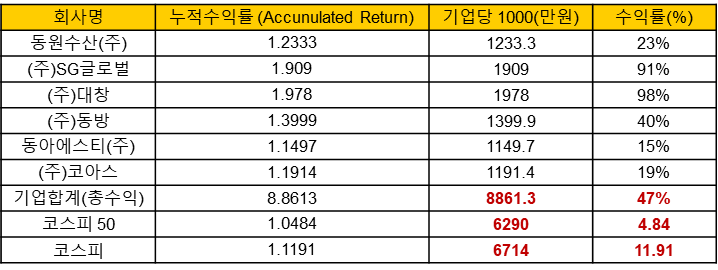 회사명 누적수익률 (Accunulated Return) 기업당 1000(만원) 수익률(%)
동원수산(주) 1.2333 1233.3 23%
(주)SG글로벌 1.909 1909 91%
(주)대창 1.978 1978 98%
(주)동방 1.3999 1399.9 40%
동아에스티(주) 1.1497 1149.7 15%
(주)코아스 1.1914 1191.4 19%
기업합계(총수익) 8.8613 8861.3 47%
코스피 50 1.0484 6290 4.84
코스피 1.1191 6714 11.91